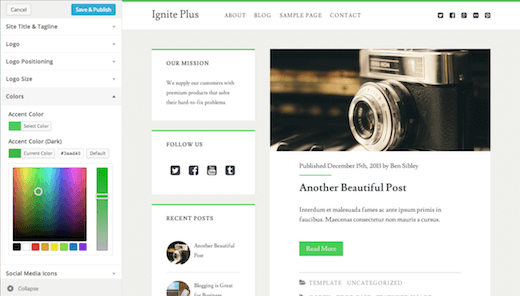 Cancel
Save & Publish
Site Title & Tagline
Logo
Logo Positioning
Logo Size
Colors
Accent Color
Select Color
Accent Color (Dark)
Current Color
Default
Social Media Icons
Collapse
Ignite Plus
ABOUT
BLOG
SAMPLE PAGE
CONTACT
OUR MISSION
We supply our customers with
premium products that solve
their hard-to-fix problems.
FOLLOW US
RECENT POSTS
Another Beautiful
Post
Blogging is Great
for Business
Published December 15th, 2013 by Ben Sibley
Another Beautiful Post
Interdum et malesuada fames ac ante ipsum primis in
faucibus. Maecenas consectetur non mauris a cursus.
Read More
TEMPLATE UNCATEGORIZED